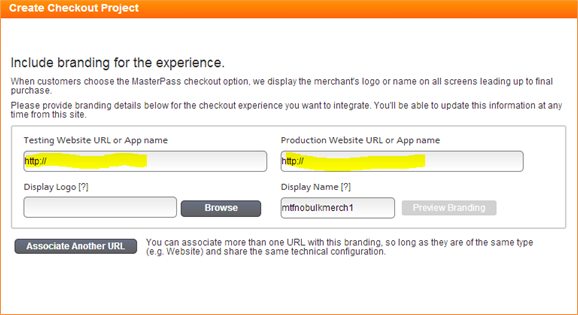 Create Checkout Project
Include branding for the experience.
When customers choose the MasterPass checkout option, we display the merchant's logo or name on all screens leading up to final
purchase.
Please provide branding details below for the checkout experience you want to integrate. You'll be able to update this information at any
time from this site.
Testing Website URL or App name
Production Website URL or App name
http://
http://
Display Logo [?]
Display Name [?]
Browse
mtfnobulkmerch1
Preview Branding
Associate Another URL
You can associate more than one URL with this branding, so long as they are of the same type
(e.g. Website) and share the same technical configuration.